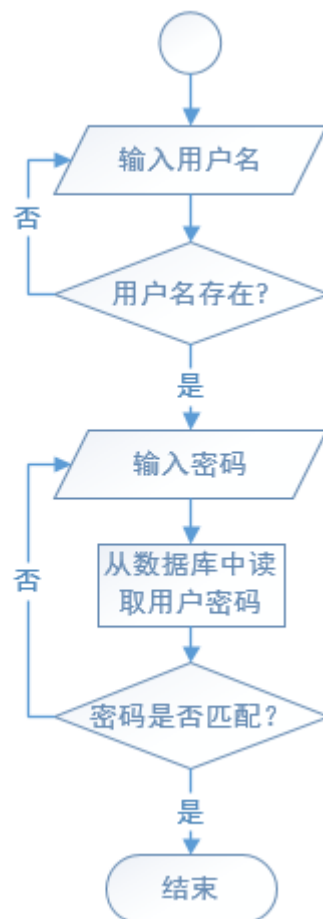 输入用户名
否
用户名存在?
是
输入密码
从数据库中读
取用户密码
否
密码是否匹配?
是
结束